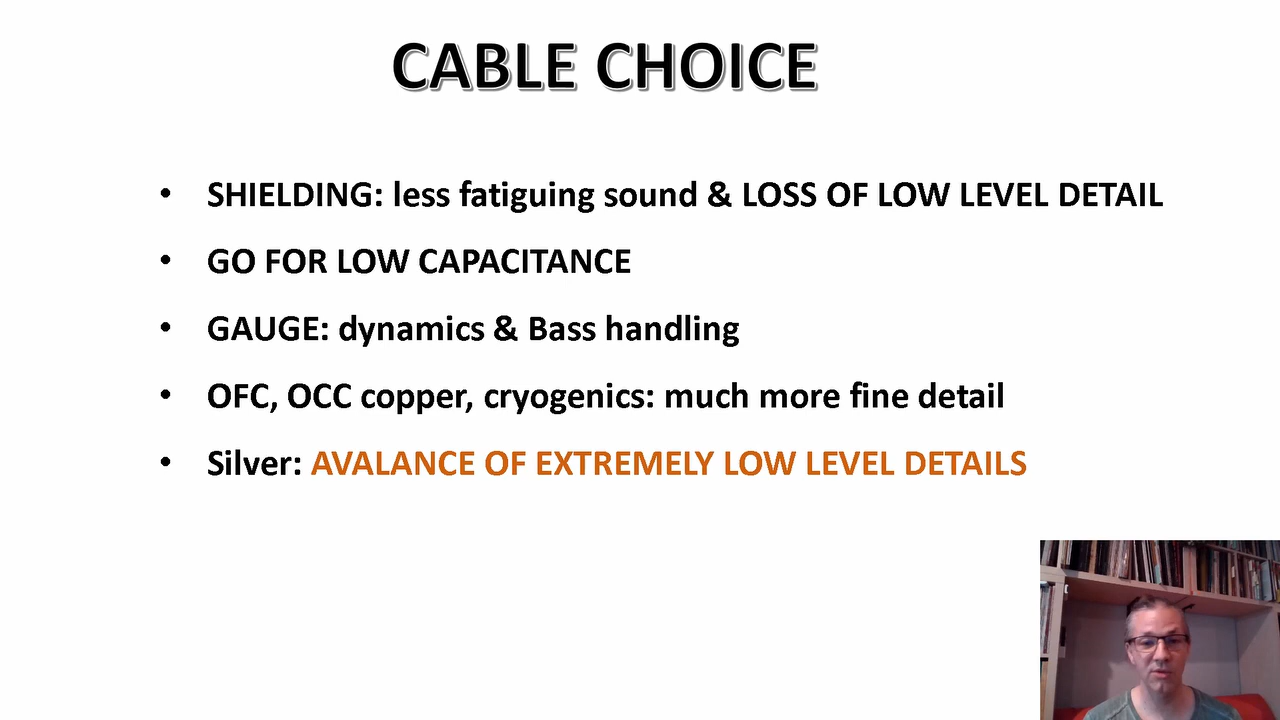 CABLE CHOICE
• SHIELDING: less fatiguing sound & LOSS OF LOW LEVEL DETAIL
• GO FOR LOW CAPACITANCE
• GAUGE: dynamics & Bass handling
• OFC, OCC copper, cryogenics: much more fine detail
• Silver: AVALANCE OF EXTREMELY LOW LEVEL DETAILS